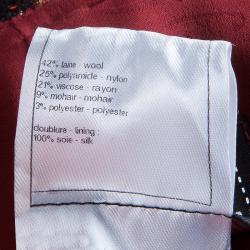 42% laine - wool
25% polyamide - nylon
21% viscose - rayon
9% mohair - mohair
3% polyester - polyester
doublure - lining :
100% soie - silk